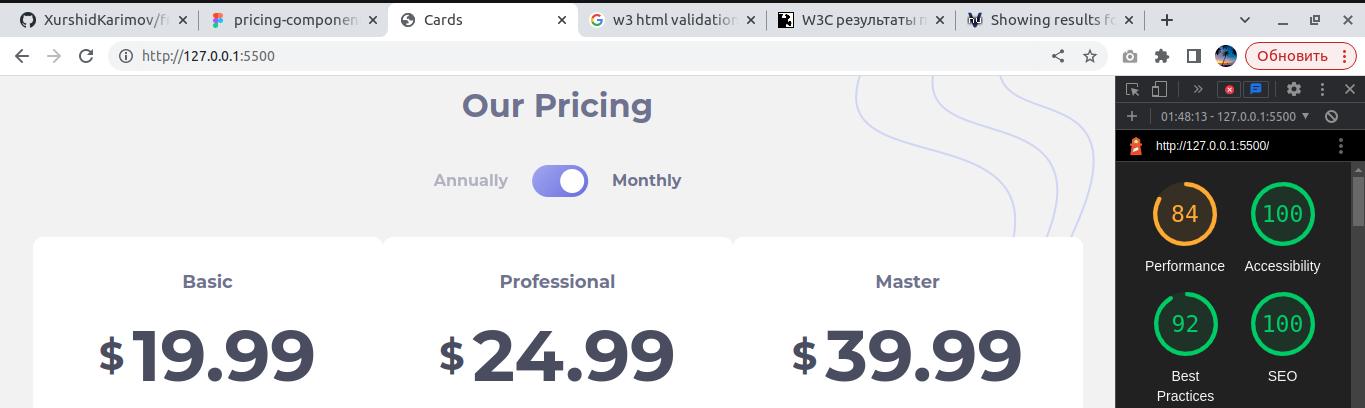 XurshidKarimov/f
pricing-componen
Cards
w3 html validation
W3C результаты п
Showing results fo
http://127.0.0.1:5500
Обновить
Our Pricing
Annually
Monthly
Basic
Professional
Master
$19.99
$24.99
$39.99
01:48:13 - 127.0.0.1:5500
http://127.0.0.1:5500/
84
100
Performance
Accessibility
92
100
Best
Practices
SEO